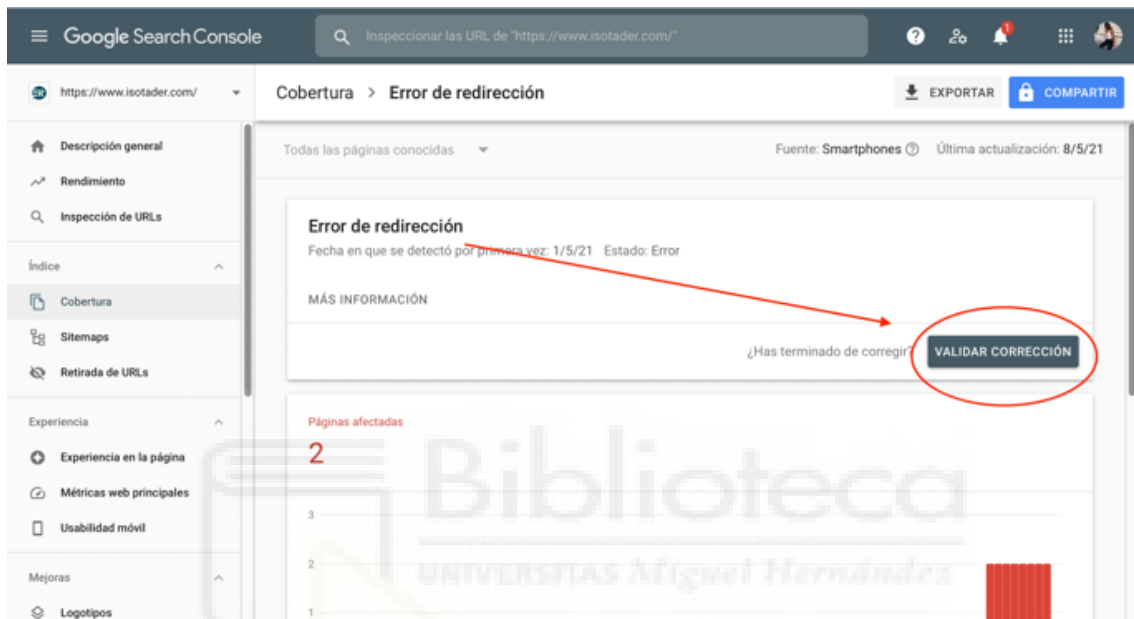 Google Search Console
Inspeccionar las URL de "https://www.isotader.com/"
1
https://www.isotader.com/
Cobertura > Error de redirección
EXPORTAR
COMPARTIR
Descripción general
Rendimiento
Inspección de URLs
Índice
Cobertura
Sitemaps
Retirada de URLs
Experiencia
Experiencia en la página
Métricas web principales
Usabilidad móvil
Mejoras
Logotipos
Todas las páginas conocidas
Fuente: Smartphones
Última actualización: 8/5/21
Error de redirección
Fecha en que se detectó por primera vez: 1/5/21 Estado: Error
MÁS INFORMACIÓN
¿Has terminado de corregir?
VALIDAR CORRECCIÓN
Páginas afectadas
2
3
2
1
Biblioteca
UNIVERSITAS Miguel Hernández